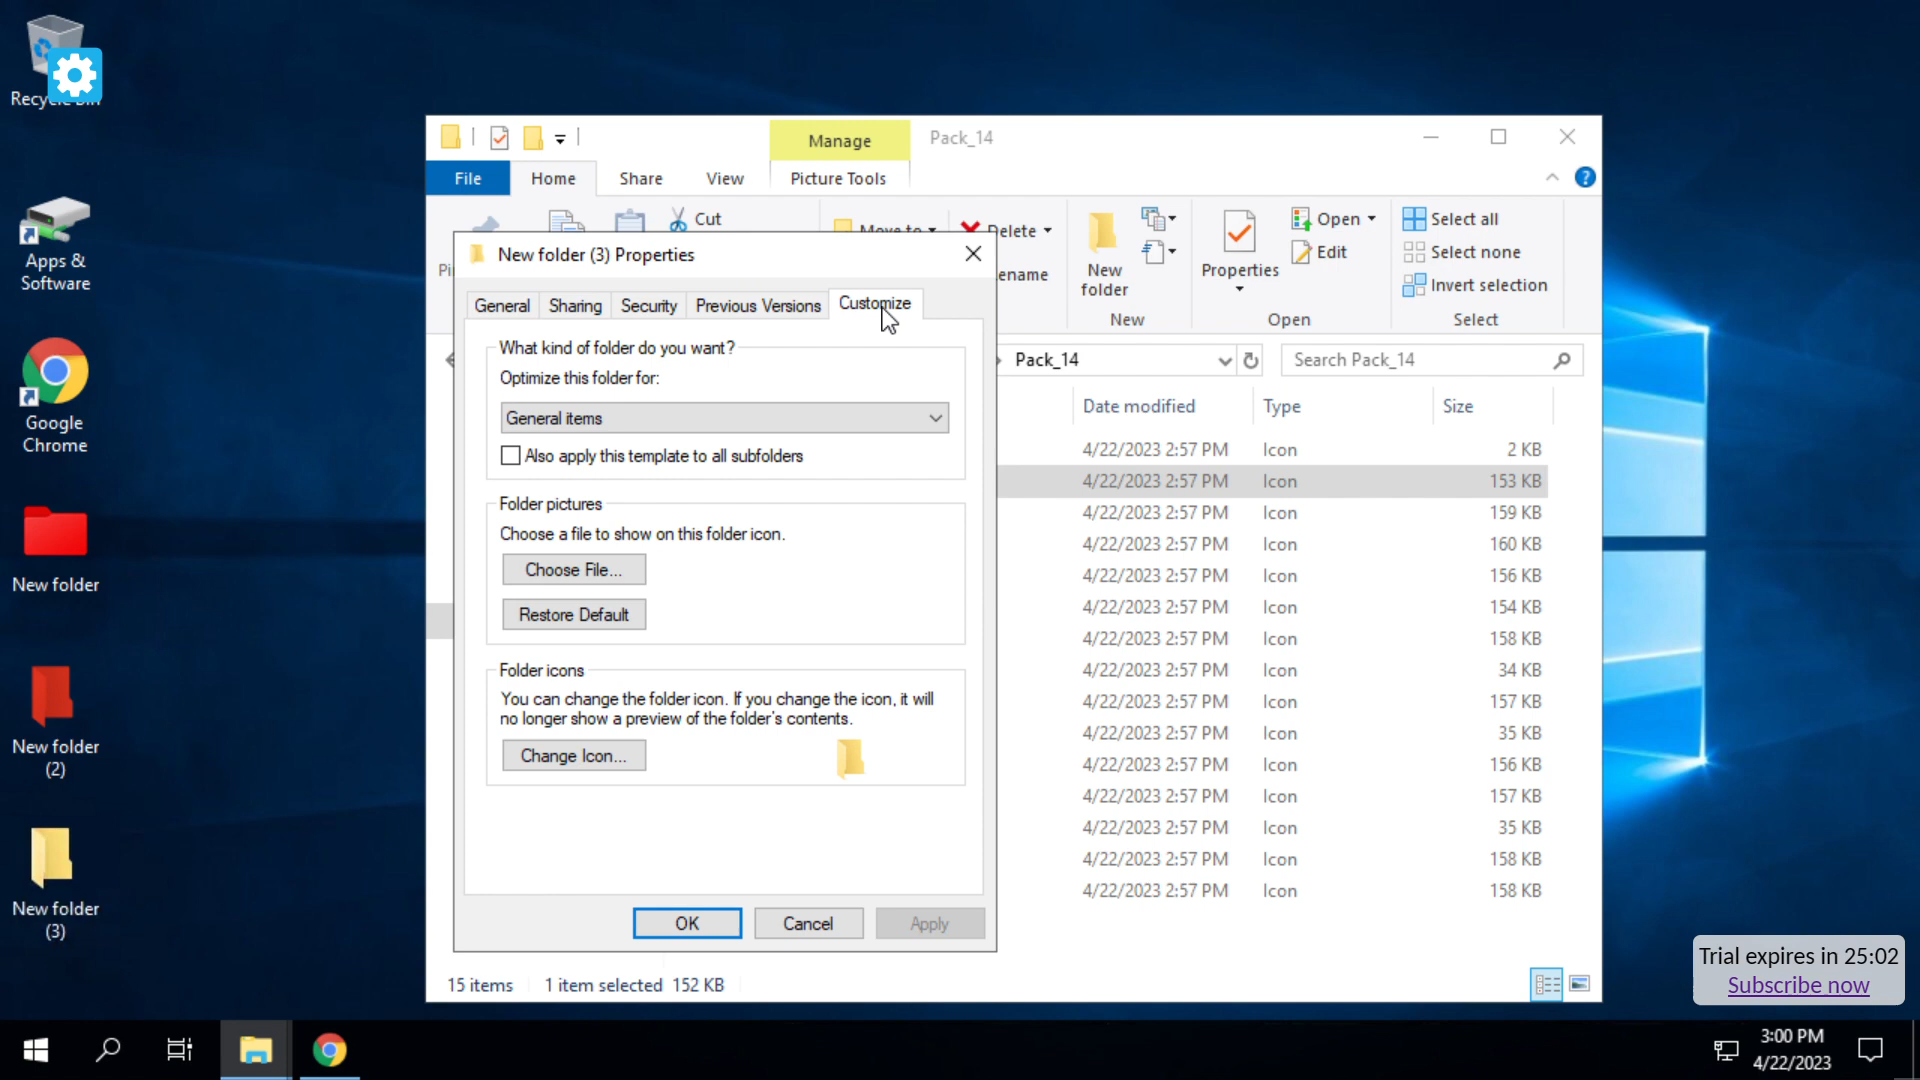 Manage
Pack_14
File
Home
Share
View
Picture Tools
Cut
Delete
ename
New folder
Properties
Open
Edit
Select all
Select none
Invert selection
New
Open
Select
New folder (3) Properties
General
Sharing
Security
Previous Versions
Customize
What kind of folder do you want?
Optimize this folder for:
General items
Also apply this template to all subfolders
Folder pictures
Choose a file to show on this folder icon.
Choose File...
Restore Default
Folder icons
You can change the folder icon. If you change the icon, it will
no longer show a preview of the folder's contents.
Change Icon...
OK
Cancel
Apply
Pack_14
Search Pack_14
Date modified
Type
Size
4/22/2023 2:57 PM Icon 2 KB
4/22/2023 2:57 PM Icon 153 KB
4/22/2023 2:57 PM Icon 159 KB
4/22/2023 2:57 PM Icon 160 KB
4/22/2023 2:57 PM Icon 156 KB
4/22/2023 2:57 PM Icon 154 KB
4/22/2023 2:57 PM Icon 158 KB
4/22/2023 2:57 PM Icon 34 KB
4/22/2023 2:57 PM Icon 157 KB
4/22/2023 2:57 PM Icon 35 KB
4/22/2023 2:57 PM Icon 156 KB
4/22/2023 2:57 PM Icon 157 KB
4/22/2023 2:57 PM Icon 35 KB
4/22/2023 2:57 PM Icon 158 KB
4/22/2023 2:57 PM Icon 158 KB
15 items
1 item selected 152 KB
Apps &
Software
Google
Chrome
New folder
New folder
(2)
New folder
(3)
Trial expires in 25:02
Subscribe now
3:00 PM
4/22/2023